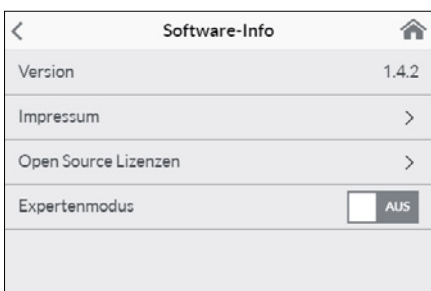 Software-Info
Version 1.4.2
Impressum
Open Source Lizenzen
Expertenmodus AUS